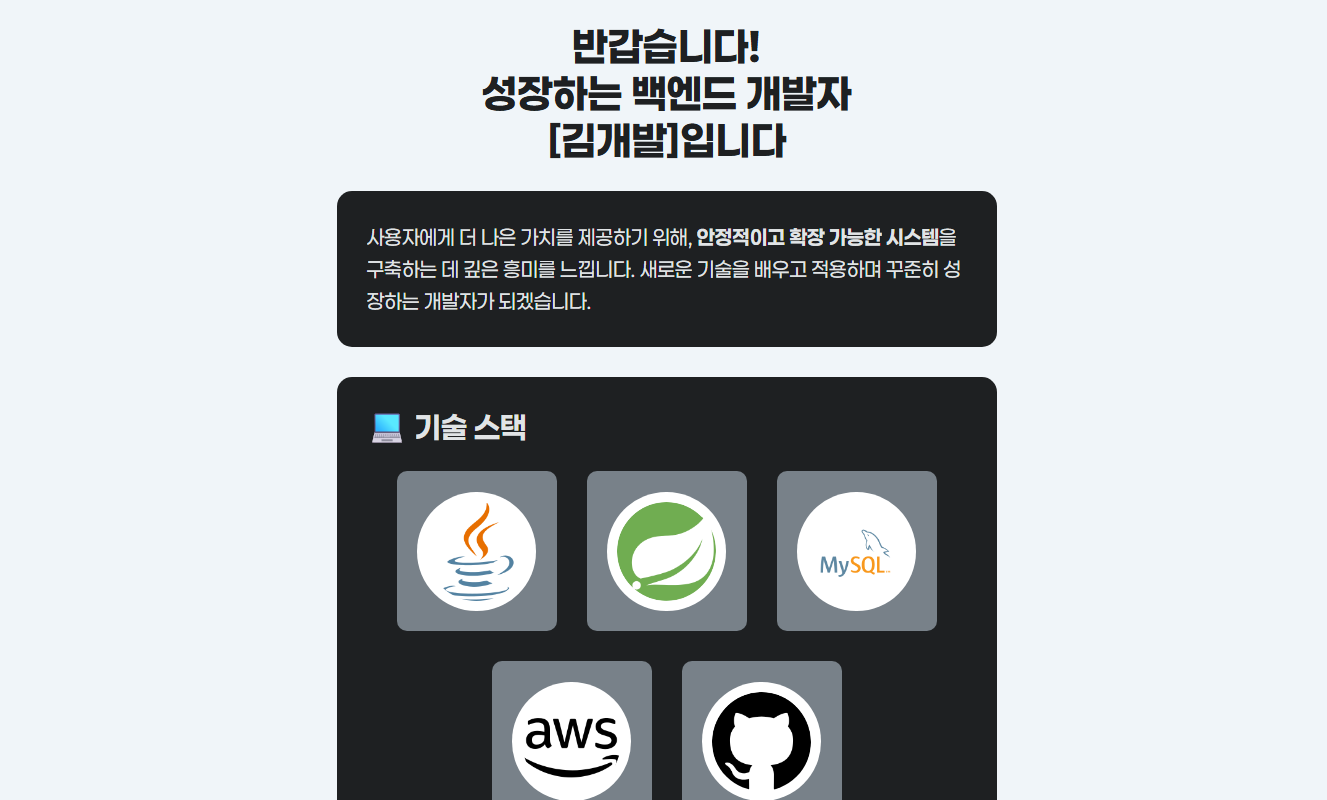 반갑습니다!
성장하는 백엔드 개발자
[김개발]입니다
사용자에게 더 나은 가치를 제공하기 위해, 안정적이고 확장 가능한 시스템을
구축하는 데 깊은 흥미를 느낍니다. 새로운 기술을 배우고 적용하며 꾸준히 성
장하는 개발자가 되겠습니다.
기술 스택
MySQL
aws